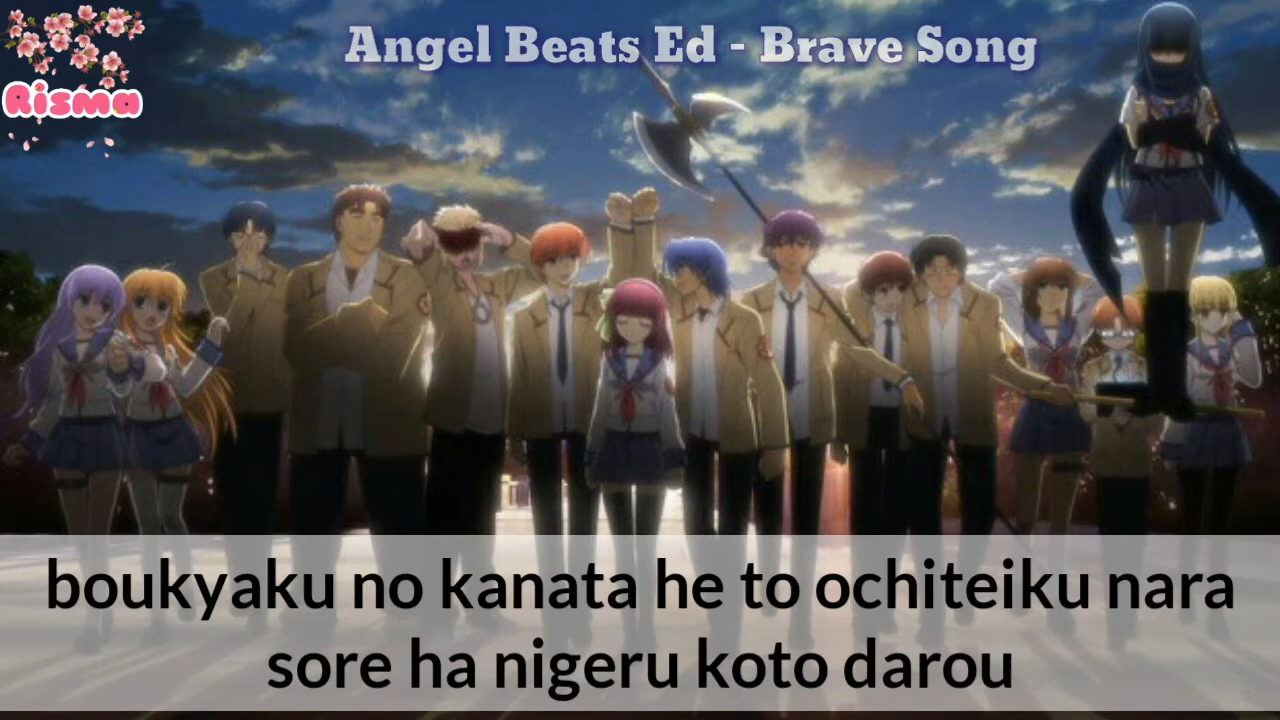 Angel Beats Ed - Brave Song
Risma
boukyaku no kanata he to ochiteiku nara
sore ha nigeru koto darou